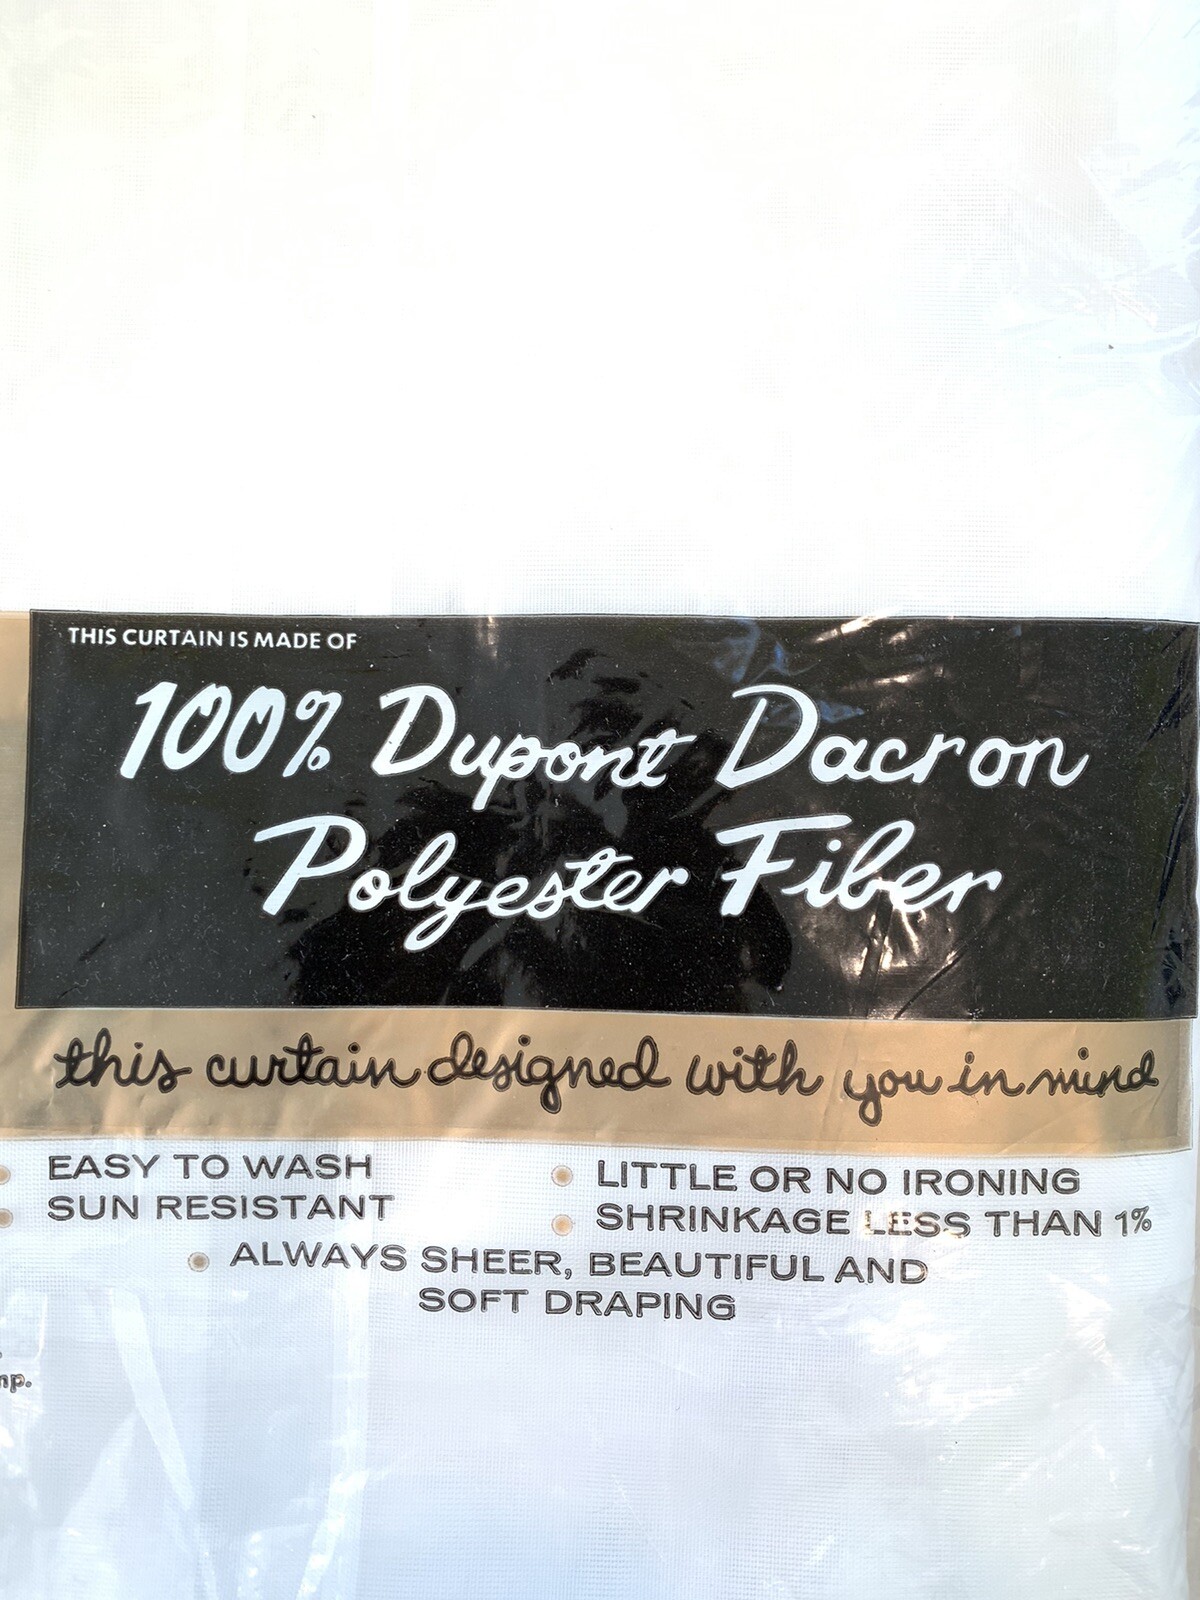 THIS CURTAIN IS MADE OF
100% Dupont Dacron
Polyester Fiber
this curtain designed with you in mind
EASY TO WASH
SUN RESISTANT
LITTLE OR NO IRONING
SHRINKAGE LESS THAN 1%
ALWAYS SHEER, BEAUTIFUL AND
SOFT DRAPING